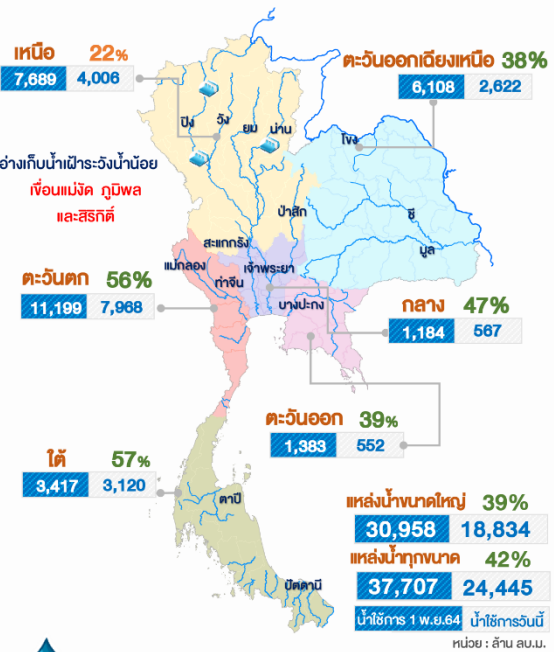 เหนือ 22%
7,689 4,006
ตะวันออกเฉียงเหนือ 38%
6,108 2,622
ปิง
วัง
ยม
น่าน
โขง
อ่างเก็บน้ำเฝ้าระวังน้ำน้อย
เขื่อนแม่งัด ภูมิพล
และสิริกิติ์
ป่าสัก
ชี
มูล
สะแกกรัง
แม่กลอง
เจ้าพระยา
ท่าจีน
บางปะกง
ตะวันตก 56%
11,199 7,968
กลาง 47%
1,184 567
ตะวันออก 39%
1,383 552
ใต้ 57%
3,417 3,120
ตาปี
ปัตตานี
แหล่งน้ำขนาดใหญ่ 39%
30,958 18,834
แหล่งน้ำทุกขนาด 42%
37,707 24,445
น้ำใช้การ 1 พ.ย.64 น้ำใช้การวันนี้
หน่วย : ล้าน ลบ.ม.